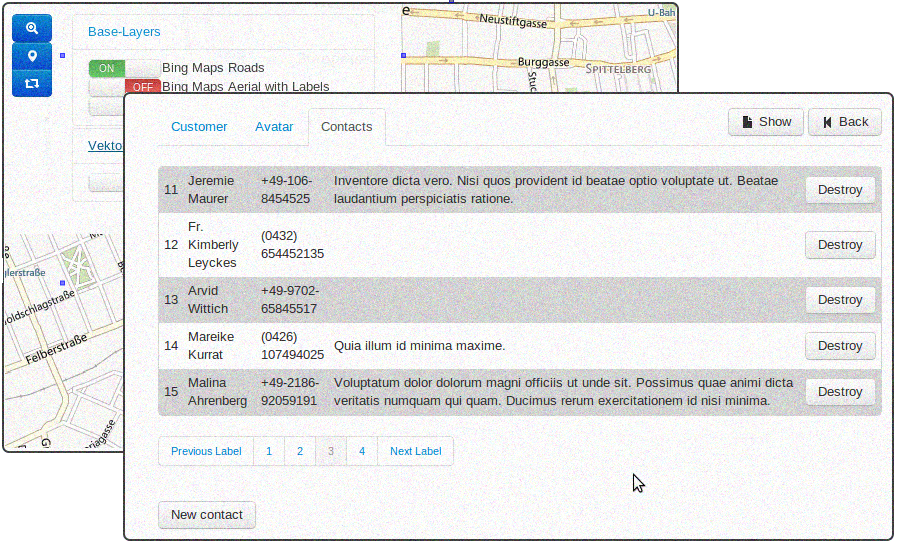 Base-Layers
ON Bing Maps Roads
OFF Bing Maps Aerial with Labels
Neustiftgasse
U-Bah
Burggasse
SPITTELBERG
Stuc
Vekto
glerstraße
oldschlagstraße
Felberstraße
riagasse
Customer Avatar Contacts
Show Back
11 Jeremie Maurer +49-106-8454525 Inventore dicta vero. Nisi quos provident id beatae optio voluptate ut. Beatae
laudantium perspiciatis ratione.
Destroy
12 Fr. Kimberly Leyckes (0432) 654452135
Destroy
13 Arvid Wittich +49-9702-65845517
Destroy
14 Mareike Kurrat (0426) 107494025 Quia illum id minima maxime.
Destroy
15 Malina Ahrenberg +49-2186-92059191 Voluptatum dolor dolorum magni officiis ut unde sit. Possimus quae animi dicta
veritatis numquam qui quam. Ducimus rerum exercitationem id nisi minima.
Destroy
Previous Label 1 2 3 4 Next Label
New contact